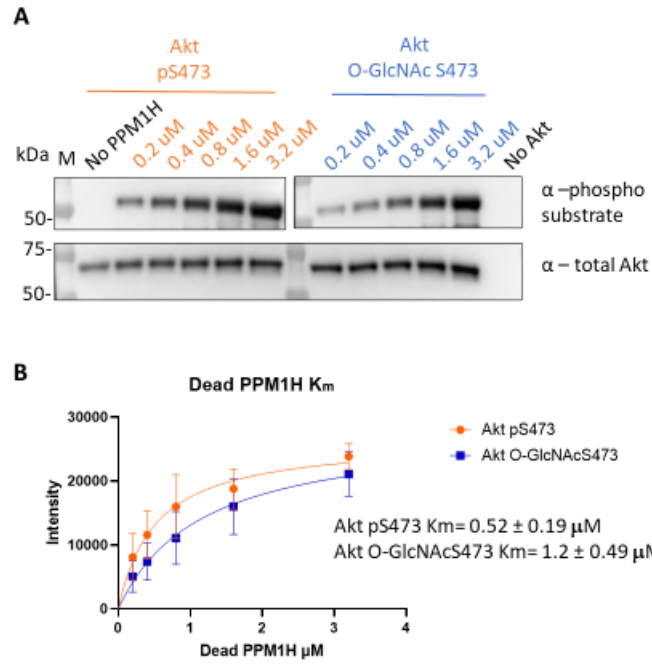 A
Akt
pS473
Akt
O-GlcNAc S473
kDa
M
No PPM1H
0.2 uM
0.4 uM
0.8 uM
1.6 uM
3.2 uM
0.2 uM
0.4 uM
0.8 uM
1.6 uM
3.2 uM
No Akt
50-
α –phospho
substrate
75-
50-
α – total Akt
B
Dead PPM1H Km
30000
20000
10000
0
Intensity
0
1
2
3
4
Dead PPM1H µM
Akt pS473
Akt O-GlcNAcS473
Akt pS473 Km= 0.52 ± 0.19 µM
Akt O-GlcNAcS473 Km= 1.2 ± 0.49 µM